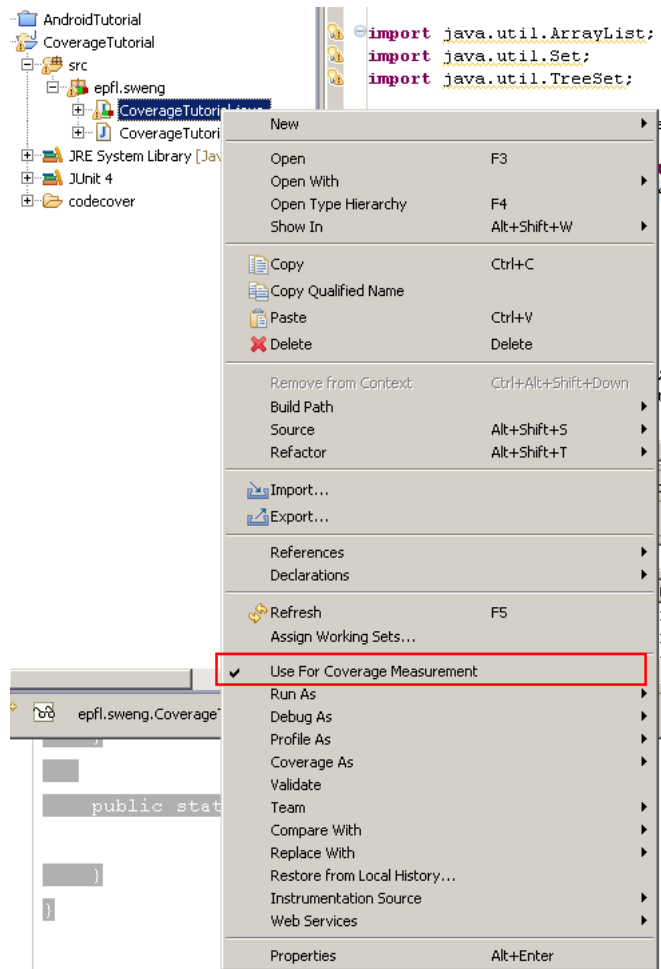 AndroidTutorial
CoverageTutorial
src
epfl.sweng
CoverageTutorial.java
CoverageTutori
JRE System Library [Jav
JUnit 4
codecover
import java.util.ArrayList;
import java.util.Set;
import java.util.TreeSet;
New
Open F3
Open With
Open Type Hierarchy F4
Show In Alt+Shift+W
Copy Ctrl+C
Copy Qualified Name
Paste Ctrl+V
Delete Delete
Remove from Context Ctrl+Alt+Shift+Down
Build Path
Source Alt+Shift+S
Refactor Alt+Shift+T
Import...
Export...
References
Declarations
Refresh F5
Assign Working Sets...
Use For Coverage Measurement
Run As
Debug As
Profile As
Coverage As
Validate
Team
Compare With
Replace With
Restore from Local History...
Instrumentation Source
Web Services
Properties Alt+Enter
epfl.sweng.Coverage
}
public stat
}
}